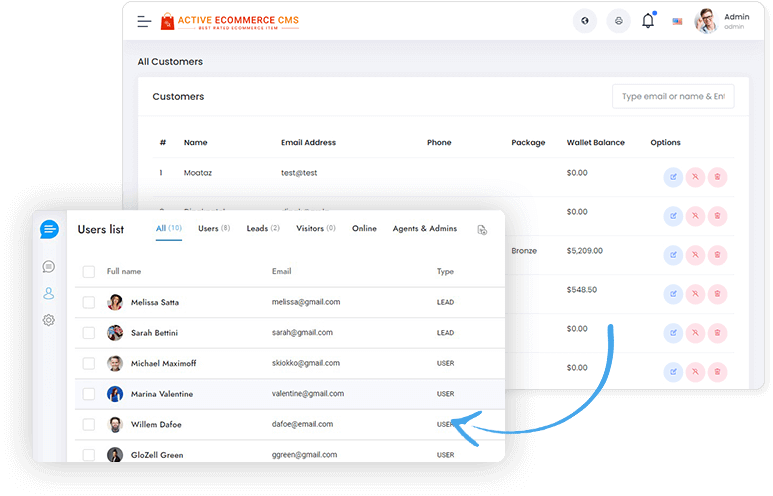 ACTIVE ECOMMERCE CMS
BEST RATED ECOMMERCE ITEM
Admin
admin
All Customers
Customers
Type email or name & En
# Name Email Address Phone Package Wallet Balance Options
1 Moataz test@test $0.00
$0.00
Bronze $5,209.00
$548.50
$0.00
$0.00
Users list All (10) Users (8) Leads (2) Visitors (0) Online Agents & Admins
Full name Email Type
Melissa Satta melissa@gmail.com LEAD
Sarah Bettini sarah@gmail.com LEAD
Michael Maximoff skiokko@gmail.com USER
Marina Valentine valentine@gmail.com USER
Willem Dafoe dafoe@email.com USER
GloZell Green ggreen@gmail.com USER